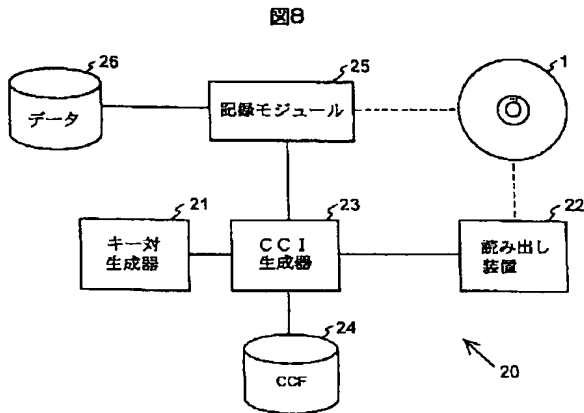 図8
26
データ
25
記録モジュール
1
21
キー対
生成器
23
CCI
生成器
22
読み出し
装置
24
CCF
20